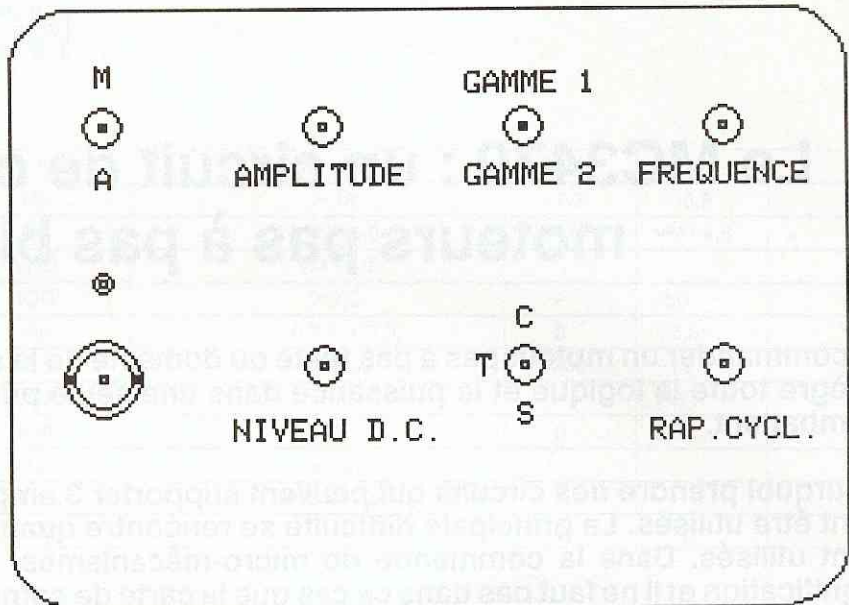 M
GAMME 1
A
AMPLITUDE
GAMME 2
FREQUENCE
C
T
S
NIVEAU D.C.
RAP.CYCL.